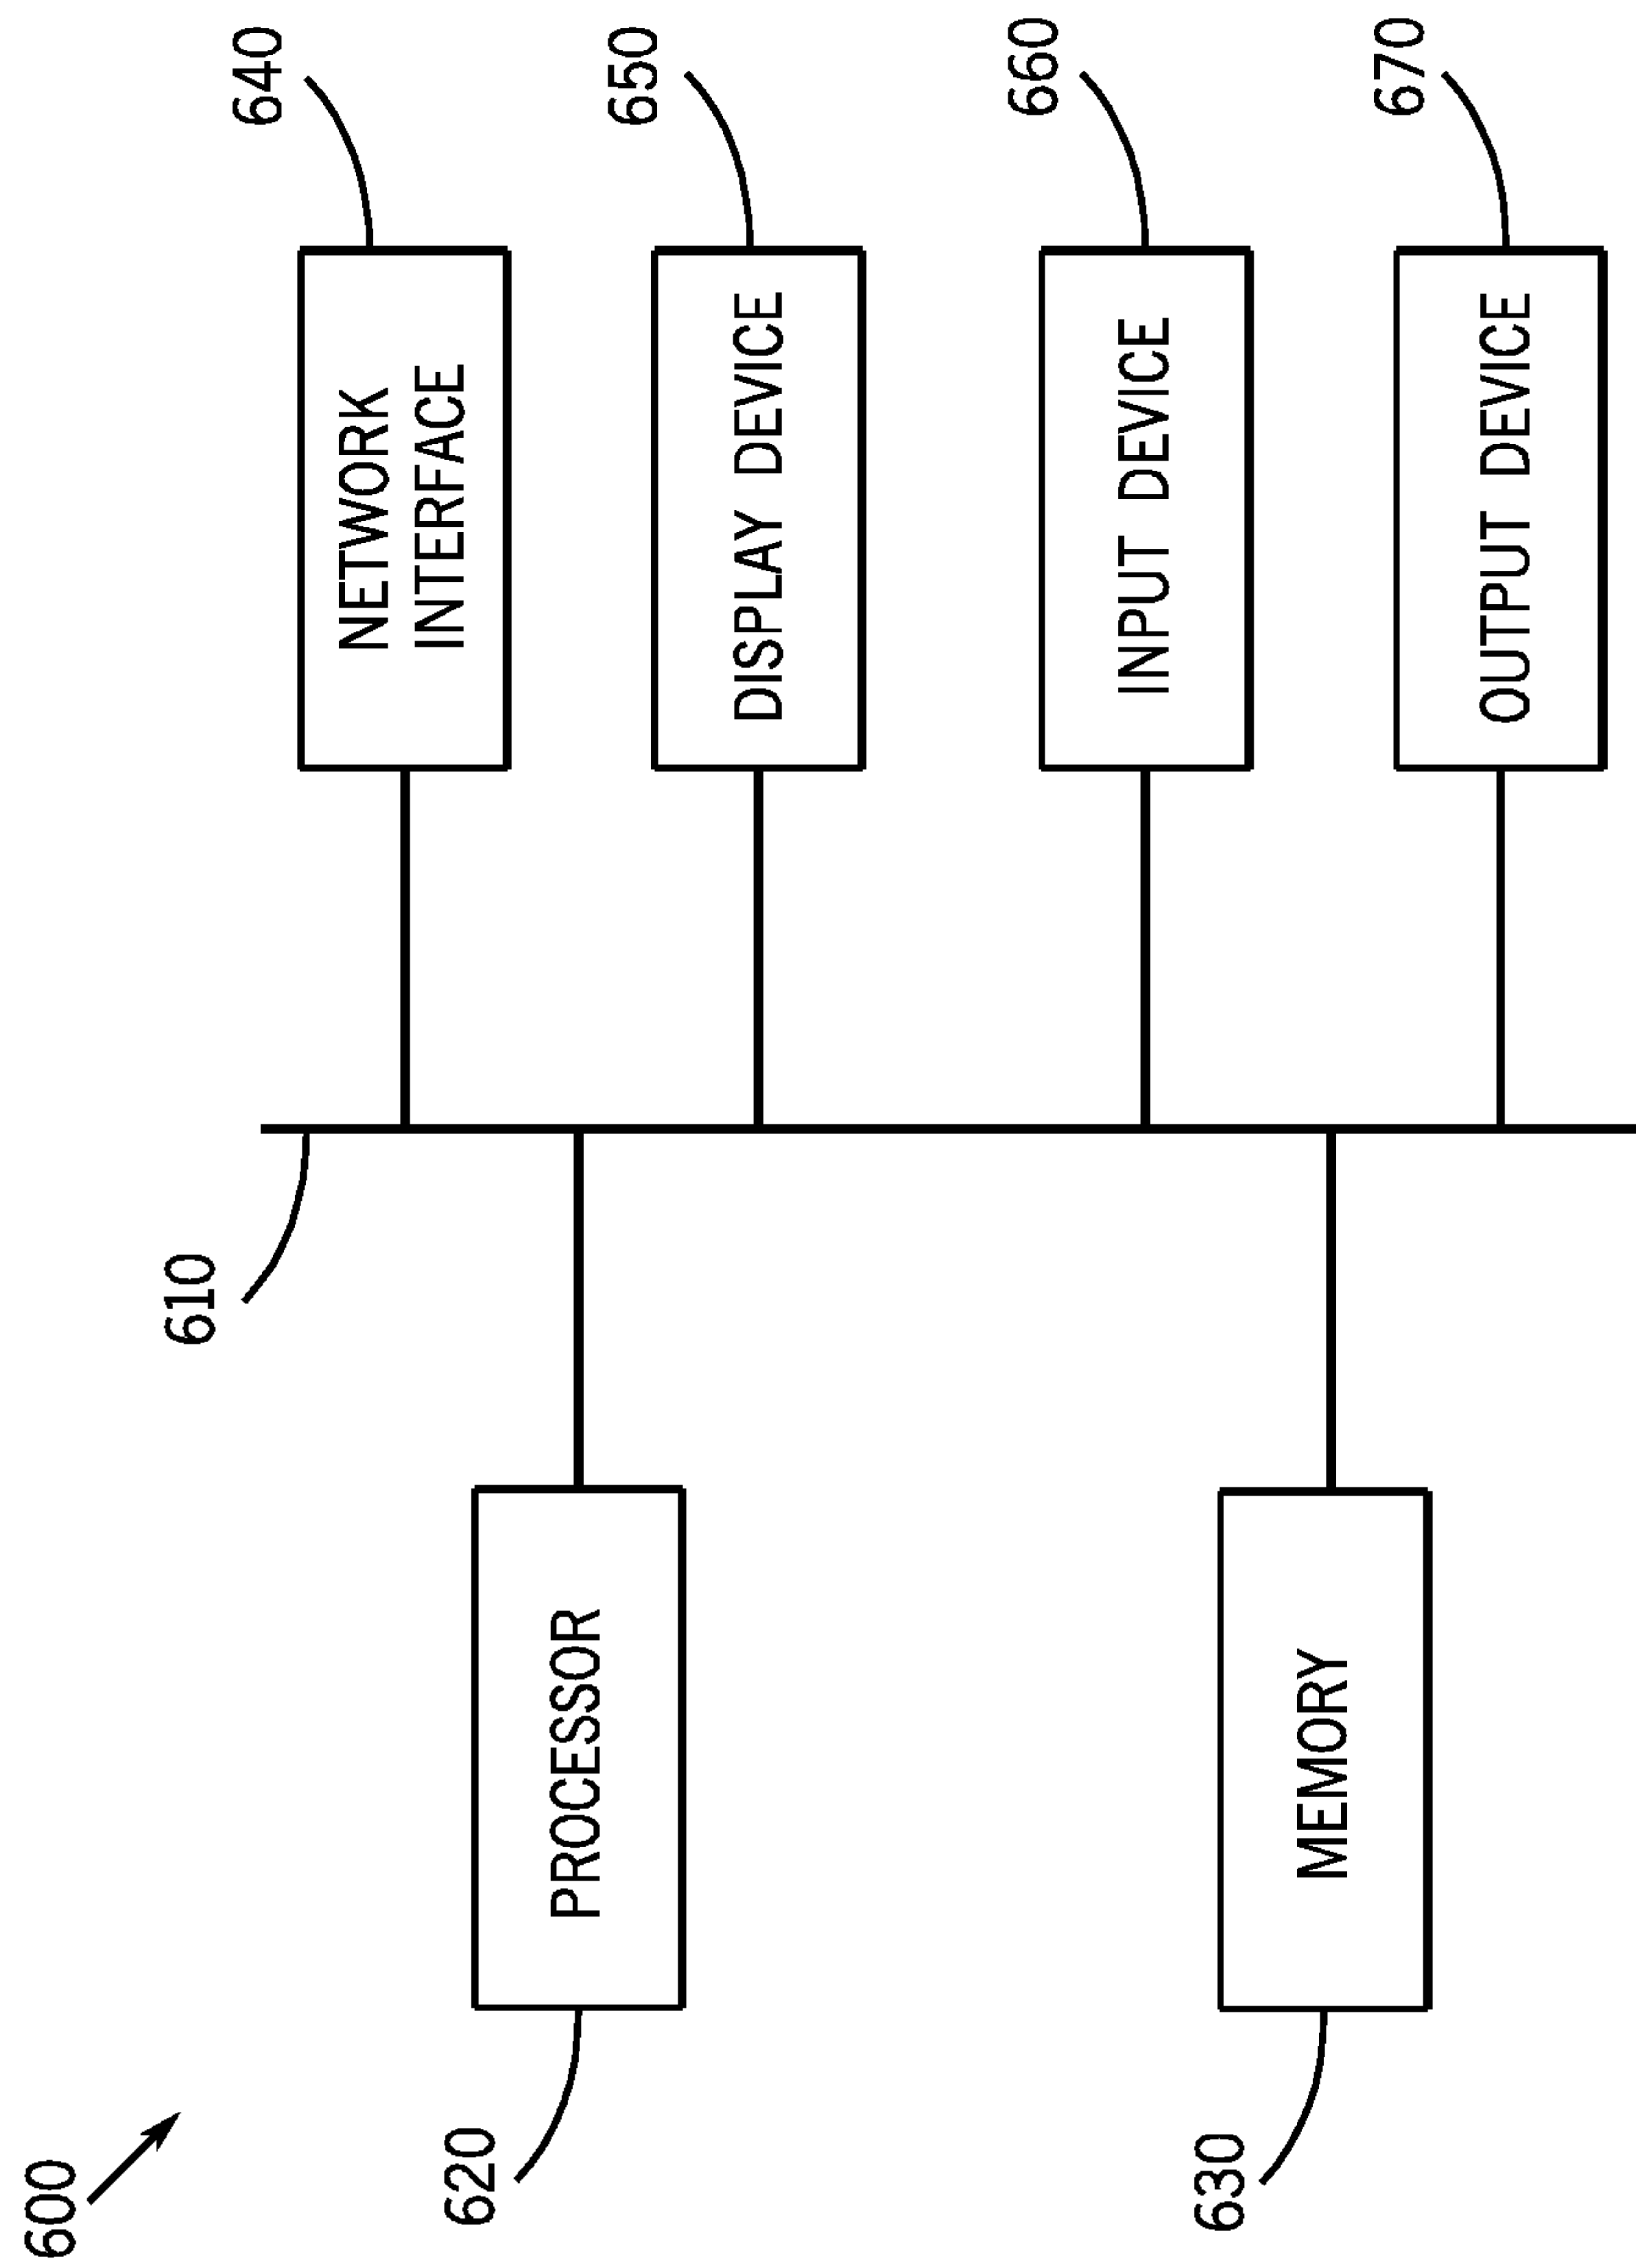 600
610
620
PROCESSOR
630
MEMORY
640
NETWORK
INTERFACE
650
DISPLAY DEVICE
660
INPUT DEVICE
670
OUTPUT DEVICE